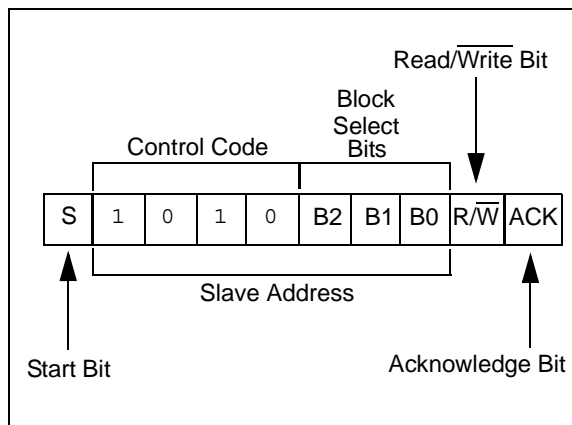 Read/Write Bit
Block
Select
Bits
Control Code
S 1 0 1 0 B2 B1 B0 R/W ACK
Slave Address
Start Bit
Acknowledge Bit